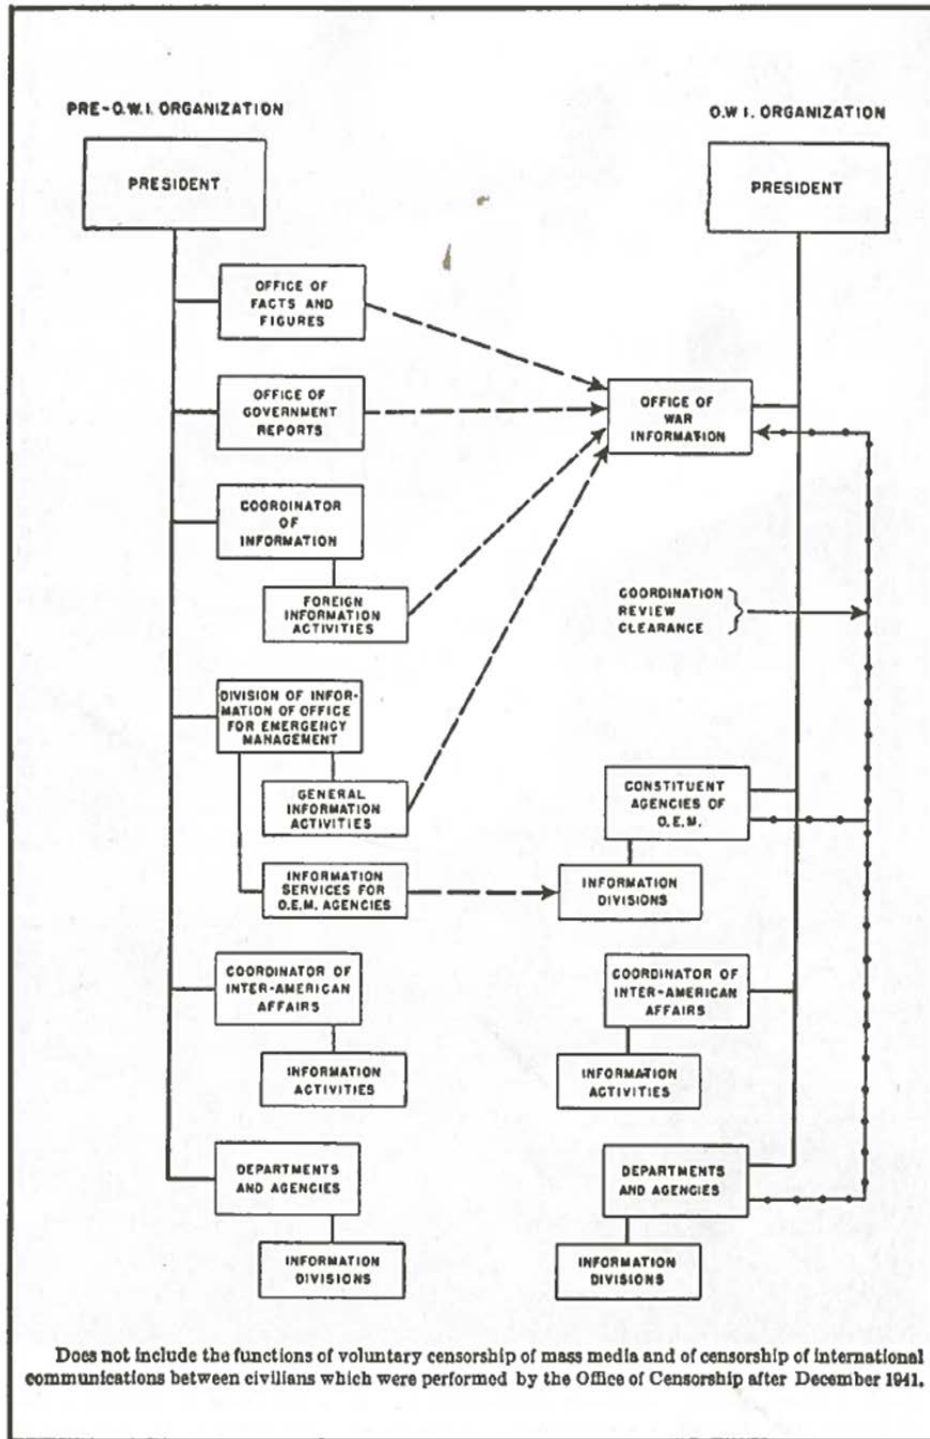 PRE-O.W.I. ORGANIZATION
PRESIDENT
OFFICE OF
FACTS AND
FIGURES
OFFICE OF
GOVERNMENT
REPORTS
COORDINATOR
OF
INFORMATION
FOREIGN
INFORMATION
ACTIVITIES
DIVISION OF INFOR-
MATION OF OFFICE
FOR EMERGENCY
MANAGEMENT
GENERAL
INFORMATION
ACTIVITIES
INFORMATION
SERVICES FOR
O.E.M. AGENCIES
COORDINATOR OF
INTER-AMERICAN
AFFAIRS
INFORMATION
ACTIVITIES
DEPARTMENTS
AND AGENCIES
INFORMATION
DIVISIONS
O.W.I. ORGANIZATION
PRESIDENT
OFFICE OF
WAR
INFORMATION
COORDINATION
REVIEW
CLEARANCE
CONSTITUENT
AGENCIES OF
O.E.M.
INFORMATION
DIVISIONS
COORDINATOR OF
INTER-AMERICAN
AFFAIRS
INFORMATION
ACTIVITIES
DEPARTMENTS
AND AGENCIES
INFORMATION
DIVISIONS
Does not include the functions of voluntary censorship of mass media and of censorship of international
communications between civilians which were performed by the Office of Censorship after December 1941.